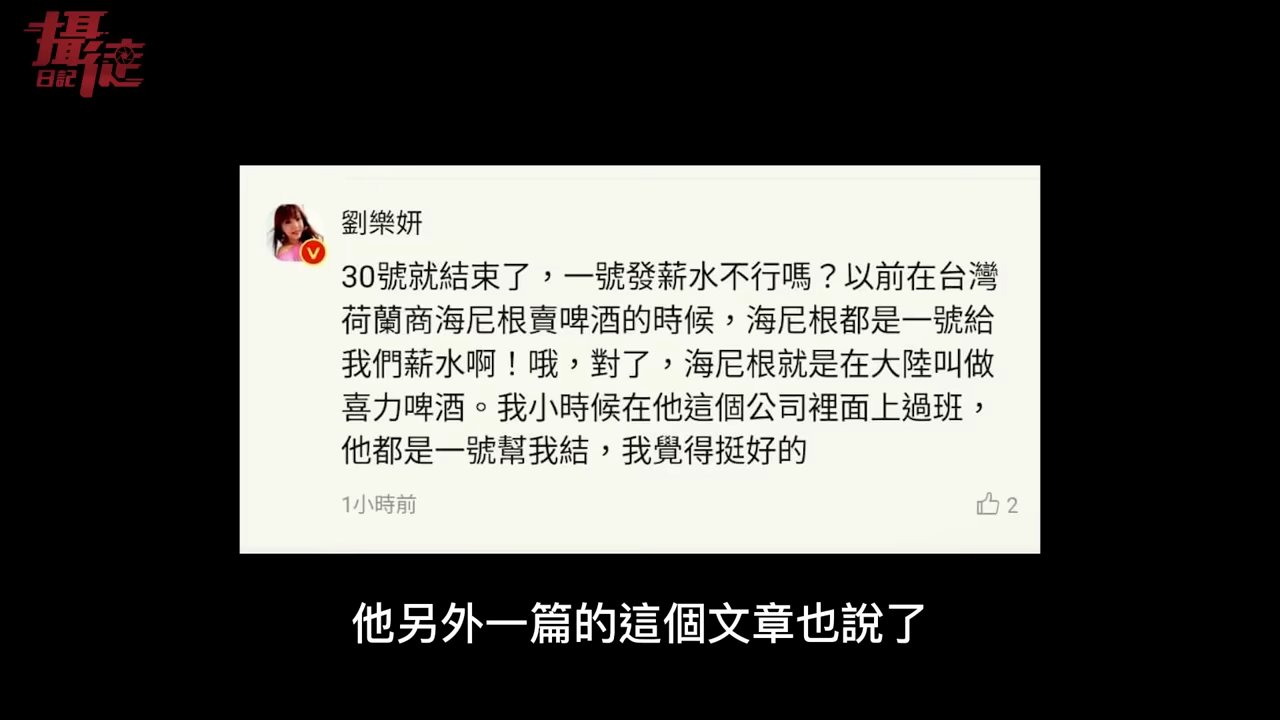 攝徒
日記
劉樂妍
30號就結束了，一號發薪水不行嗎？以前在台灣
荷蘭商海尼根賣啤酒的時候，海尼根都是一號給
我們薪水啊！哦，對了，海尼根就是在大陸叫做
喜力啤酒。我小時候在他這個公司裡面上過班，
他都是一號幫我結，我覺得挺好的
1小時前
2
他另外一篇的這個文章也說了